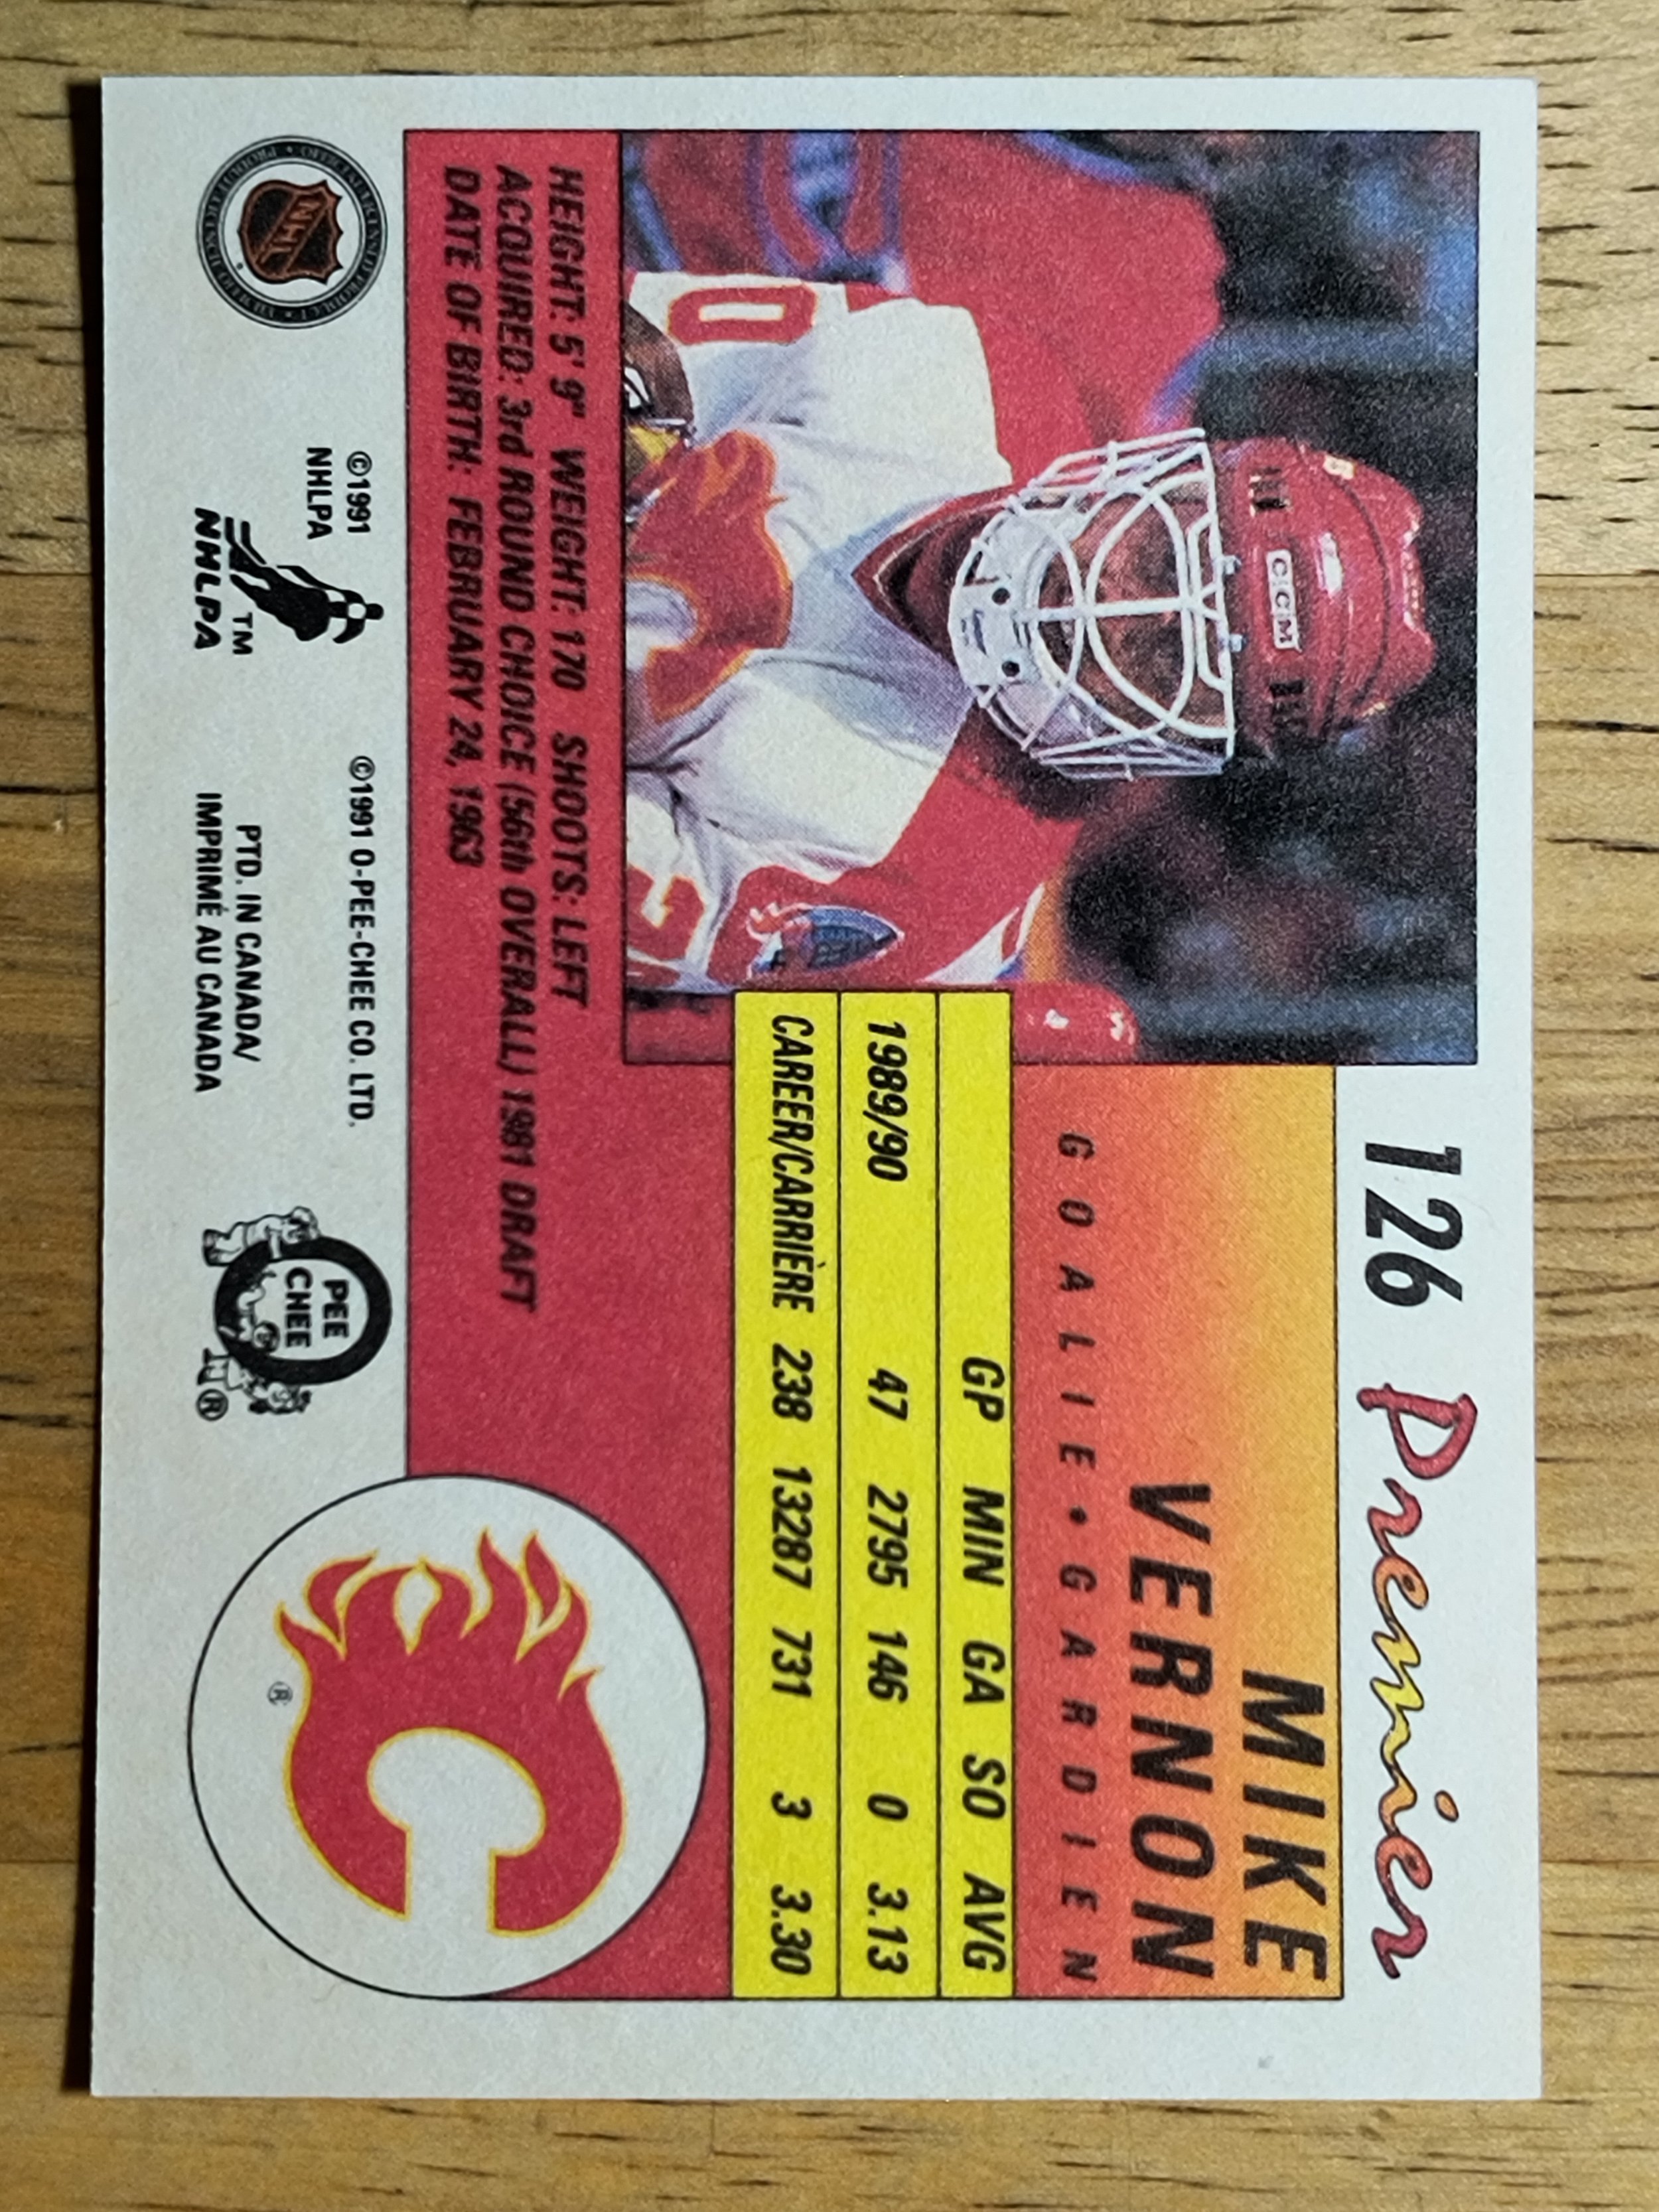 126 Premier
MIKE
VERNON
GOALIE • GARDIEN
GP MIN GA SO AVG
1989/90 47 2795 146 0 3.13
CAREER/CARRIÈRE 238 13287 731 3 3.30
CCM
HEIGHT: 5' 9" WEIGHT: 170 SHOOTS: LEFT
ACQUIRED: 3rd ROUND CHOICE (56th OVERALL) 1981 DRAFT
DATE OF BIRTH: FEBRUARY 24, 1963
NHL
©1991
NHLPA
TM
NHLPA
©1991 O-PEE-CHEE CO. LTD.
PTD. IN CANADA/
IMPRIMÉ AU CANADA
O
PEE
CHEE
®
C
®